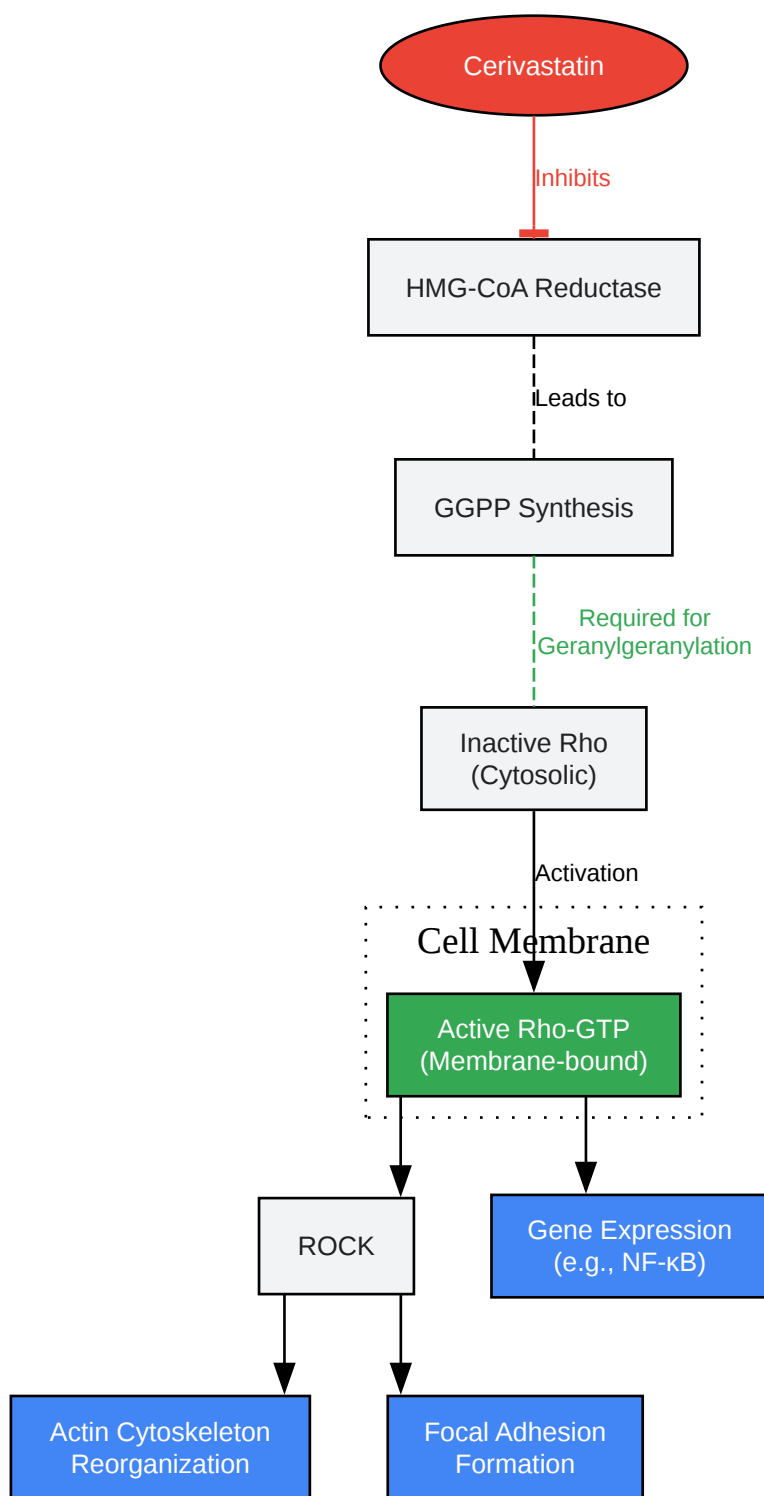 Cerivastatin
Inhibits
HMG-CoA Reductase
Leads to
GGPP Synthesis
Required for
Geranylgeranylation
Inactive Rho
(Cytosolic)
Activation
Cell Membrane
Active Rho-GTP
(Membrane-bound)
ROCK
Gene Expression
(e.g., NF-κB)
Actin Cytoskeleton
Reorganization
Focal Adhesion
Formation